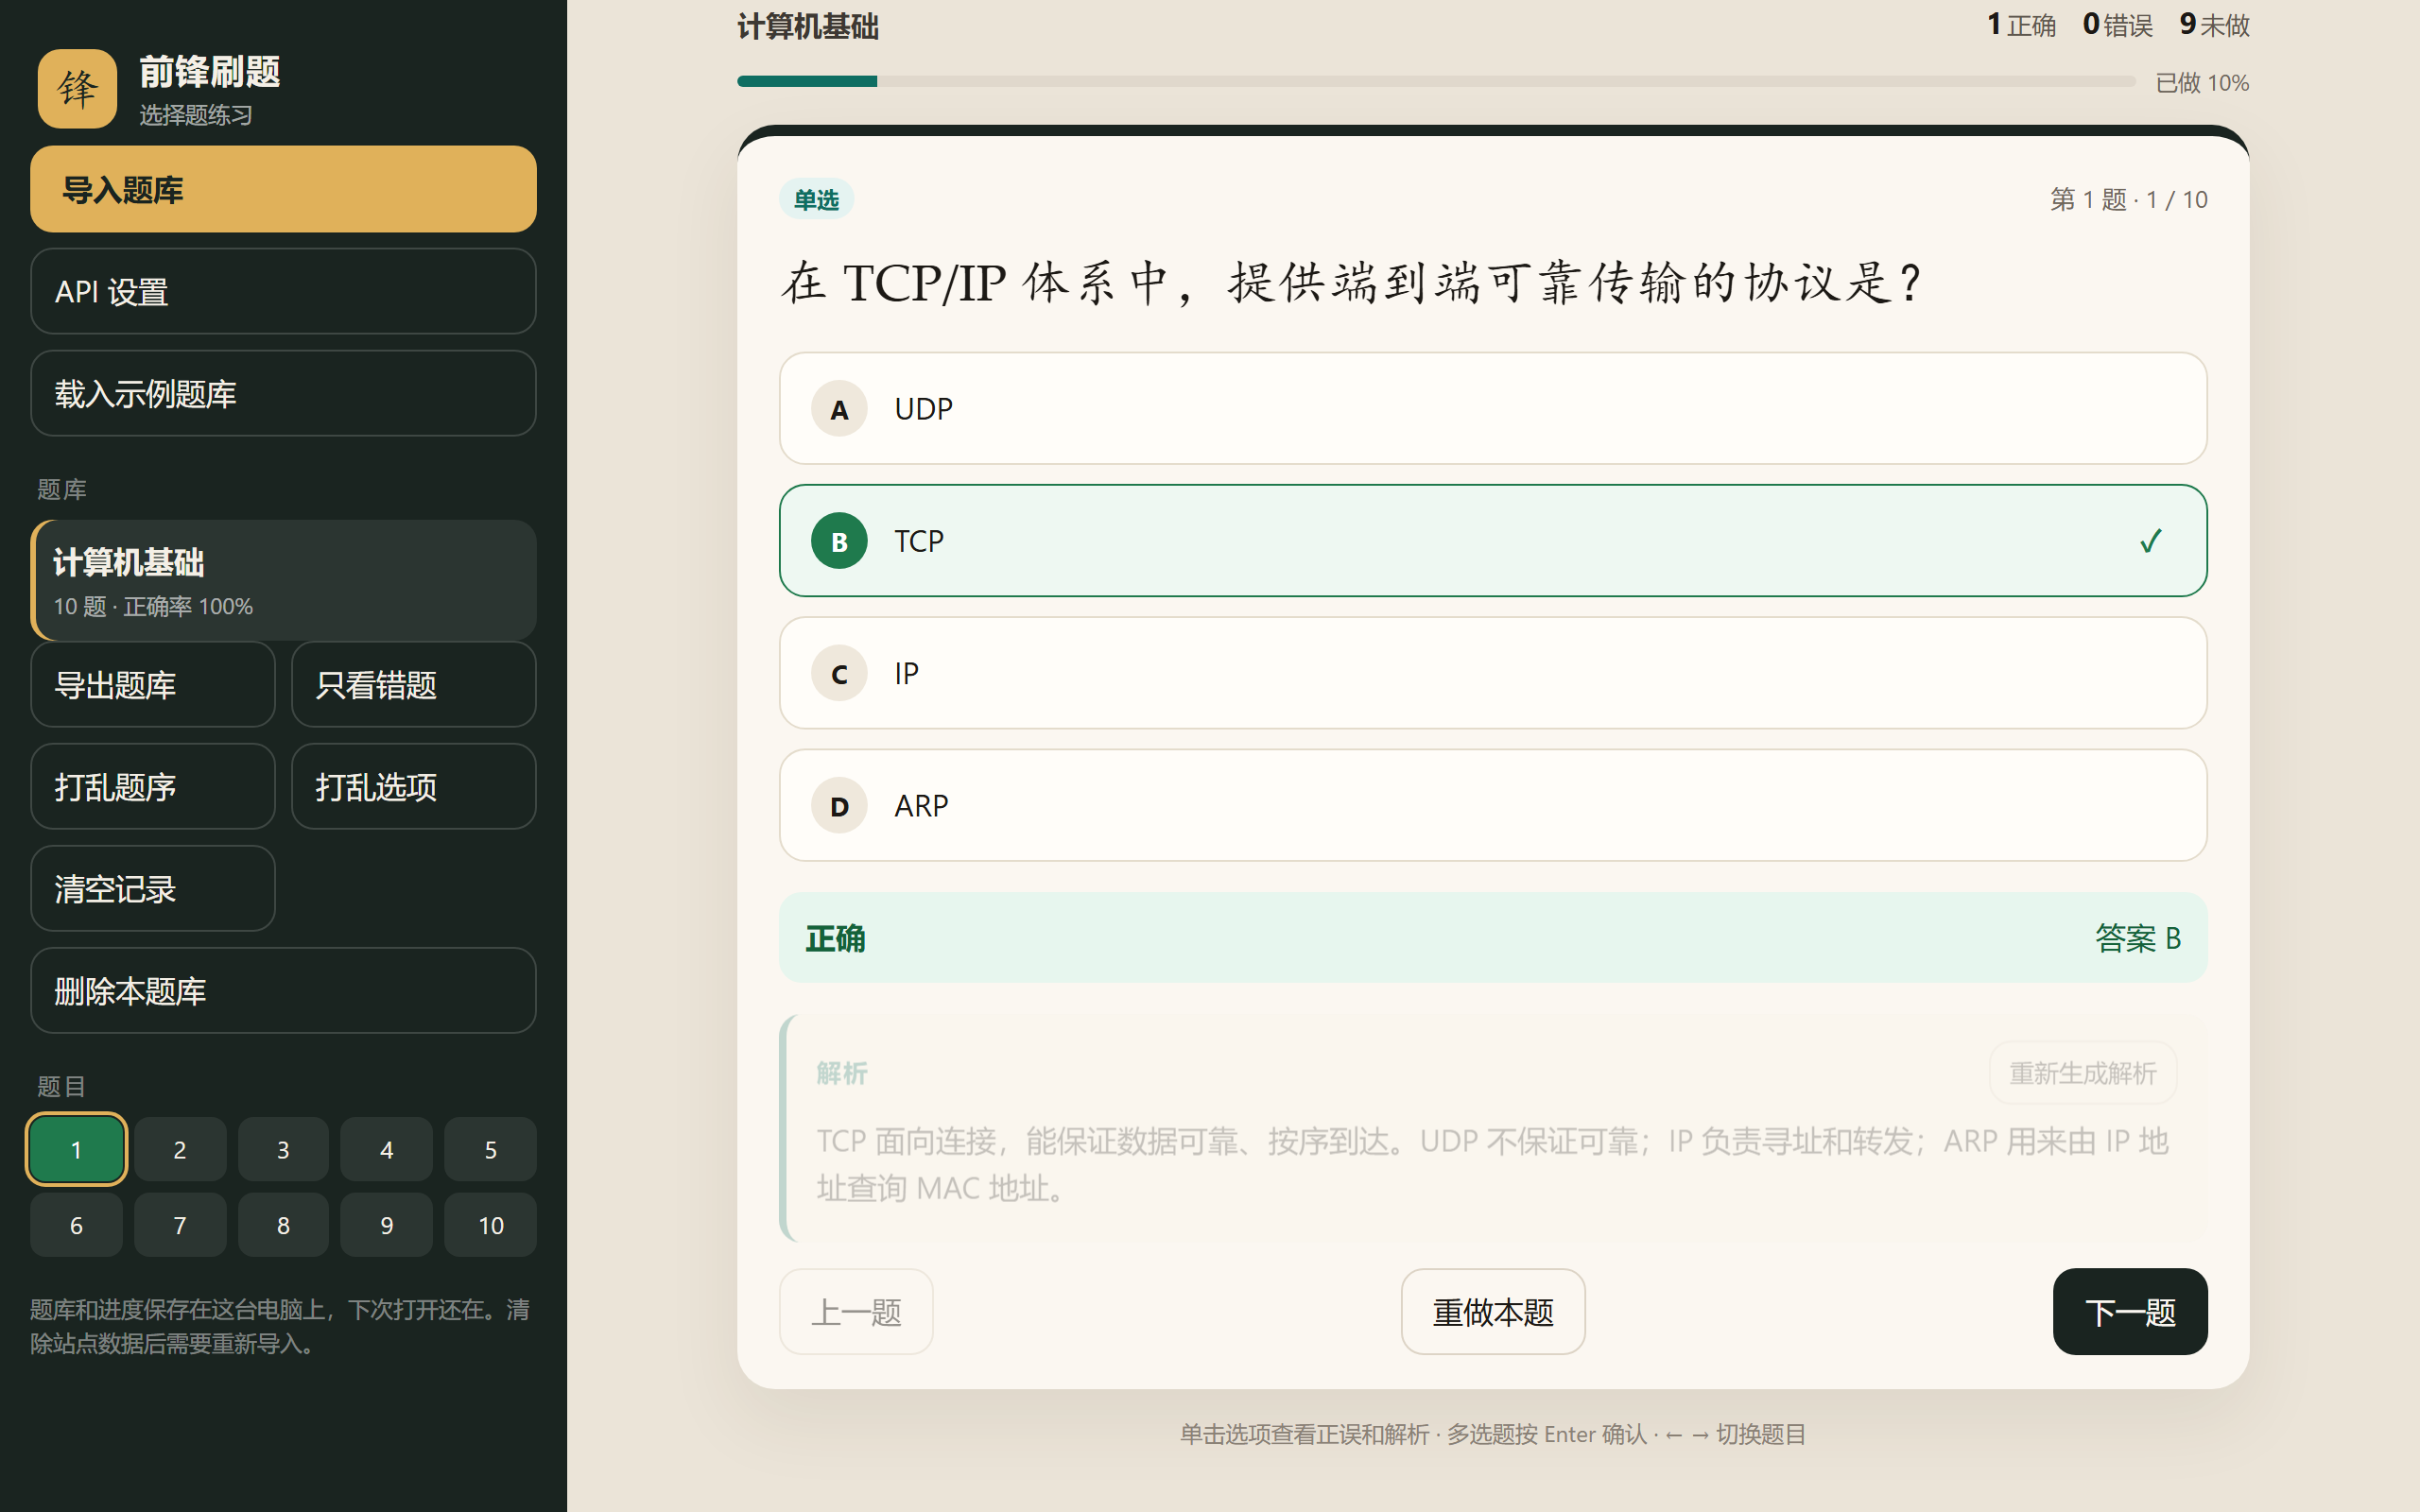 锋
前锋刷题
选择题练习
导入题库
API 设置
载入示例题库
题库
计算机基础
10 题 · 正确率 100%
导出题库
只看错题
打乱题序
打乱选项
清空记录
删除本题库
题目
1
2
3
4
5
6
7
8
9
10
题库和进度保存在这台电脑上，下次打开还在。清
除站点数据后需要重新导入。
计算机基础
1 正确 0 错误 9 未做
已做 10%
单选
第 1 题 · 1 / 10
在 TCP/IP 体系中，提供端到端可靠传输的协议是？
A UDP
B TCP ✓
C IP
D ARP
正确
答案 B
解析
重新生成解析
TCP 面向连接，能保证数据可靠、按序到达。UDP 不保证可靠；IP 负责寻址和转发；ARP 用来由 IP 地
址查询 MAC 地址。
上一题
重做本题
下一题
单击选项查看正误和解析 · 多选题按 Enter 确认 · ← → 切换题目